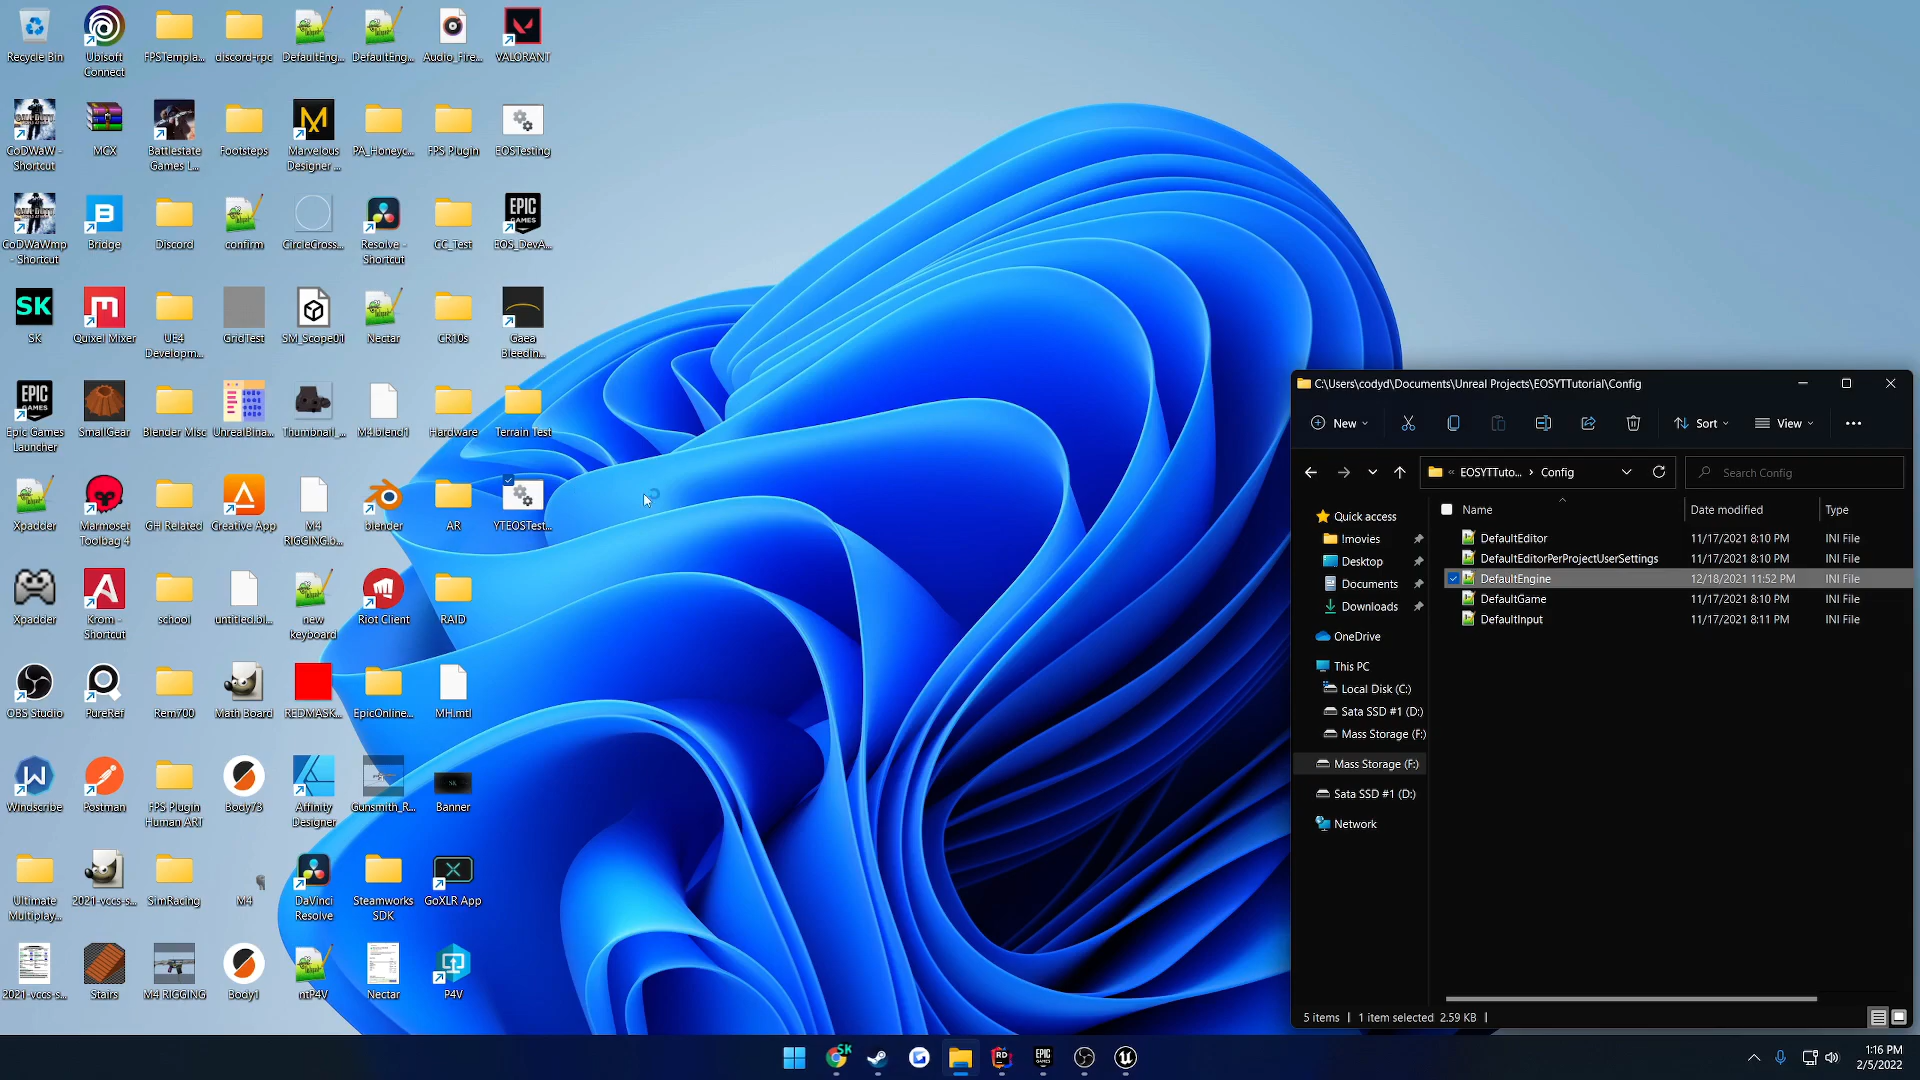 Recycle Bin
Ubisoft
Connect
FPSTempla...
discord-rpc
DefaultEng...
DefaultEng...
Audio_Fire...
VALORANT
CoDWaW -
Shortcut
MCX
Battlestate
Games L...
Footsteps
Marvelous
Designer ...
PA_Honeyc...
FPS Plugin
EOSTesting
CoDWaWmp
- Shortcut
Bridge
Discord
confirm
CircleCross...
Resolve -
Shortcut
CC_Test
EPIC
GAMES
EOS_DevA...
SK
SK
Quixel Mixer
UE4
Developm...
GridTest
SM_Scope01
Nectar
CR10s
Gaea
Bleedin...
EPIC
GAMES
Epic Games
Launcher
SmallGear
Blender Misc
UnrealBina...
Thumbnail_...
M4.blend1
Hardware
Terrain Test
Xpadder
Marmoset
Toolbag 4
GH Related
Creative App
M4
RIGGING.b...
blender
AR
YTEOSTest...
Xpadder
Krom -
Shortcut
school
untitled.bl...
new
keyboard
Riot Client
RAID
OBS Studio
PureRef
Rem700
Math Board
REDMASK...
EpicOnline...
MH.mtl
Windscribe
Postman
FPS Plugin
Human ART
Body73
Affinity
Designer
Gunsmith_R...
Banner
Ultimate
Multiplay...
2021-vccs-s...
SimRacing
M4
DaVinci
Resolve
Steamworks
SDK
GoXLR App
2021-vccs-s...
Stairs
M4 RIGGING
Body1
ntP4V
Nectar
P4V
C:\Users\codyd\Documents\Unreal Projects\EOSYTTutorial\Config
New
Sort
View
EOSYTTuto... > Config
Search Config
Name
Date modified
Type
DefaultEditor 11/17/2021 8:10 PM INI File
DefaultEditorPerProjectUserSettings 11/17/2021 8:10 PM INI File
DefaultEngine 12/18/2021 11:52 PM INI File
DefaultGame 11/17/2021 8:10 PM INI File
DefaultInput 11/17/2021 8:11 PM INI File
Quick access
!movies
Desktop
Documents
Downloads
OneDrive
This PC
Local Disk (C:)
Sata SSD #1 (D:)
Mass Storage (F:)
Mass Storage (F:)
Sata SSD #1 (D:)
Network
5 items 1 item selected 2.59 KB
1:16 PM
2/5/2022